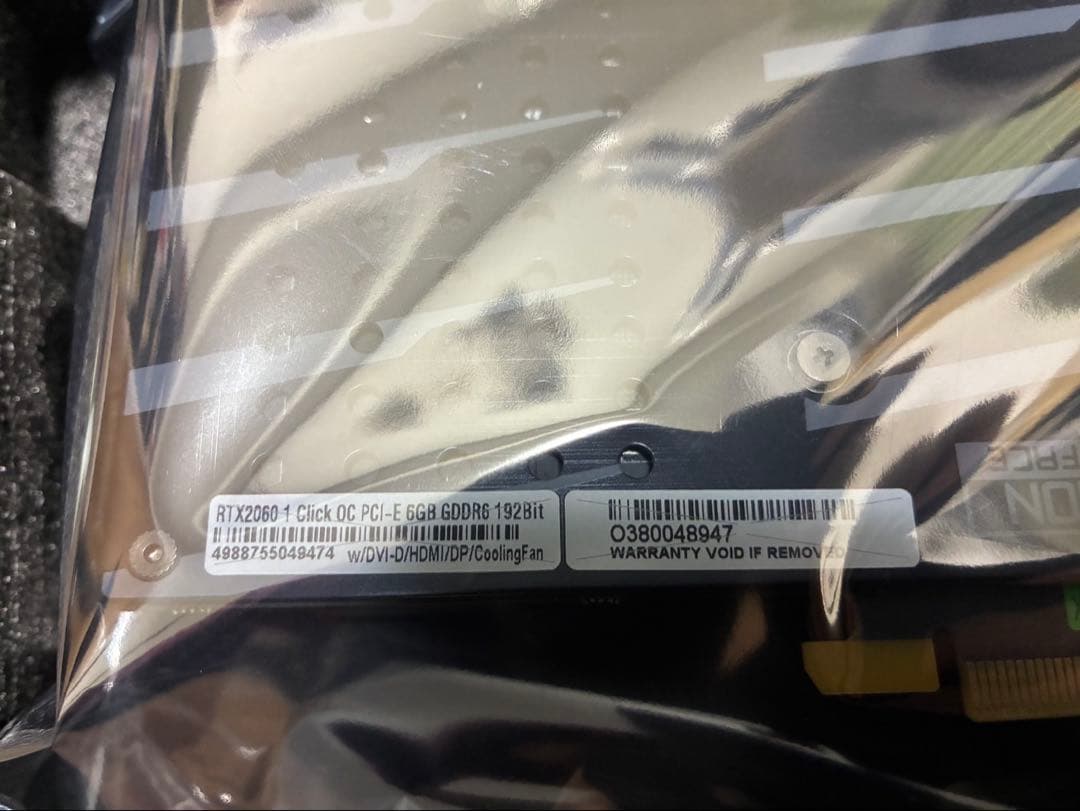 RTX2060 1 Click OC PCI-E 6GB GDDR6 192Bit
4988755049474 w/DVI-D/HDMI/DP/CoolingFan
O380048947
WARRANTY VOID IF REMOVED